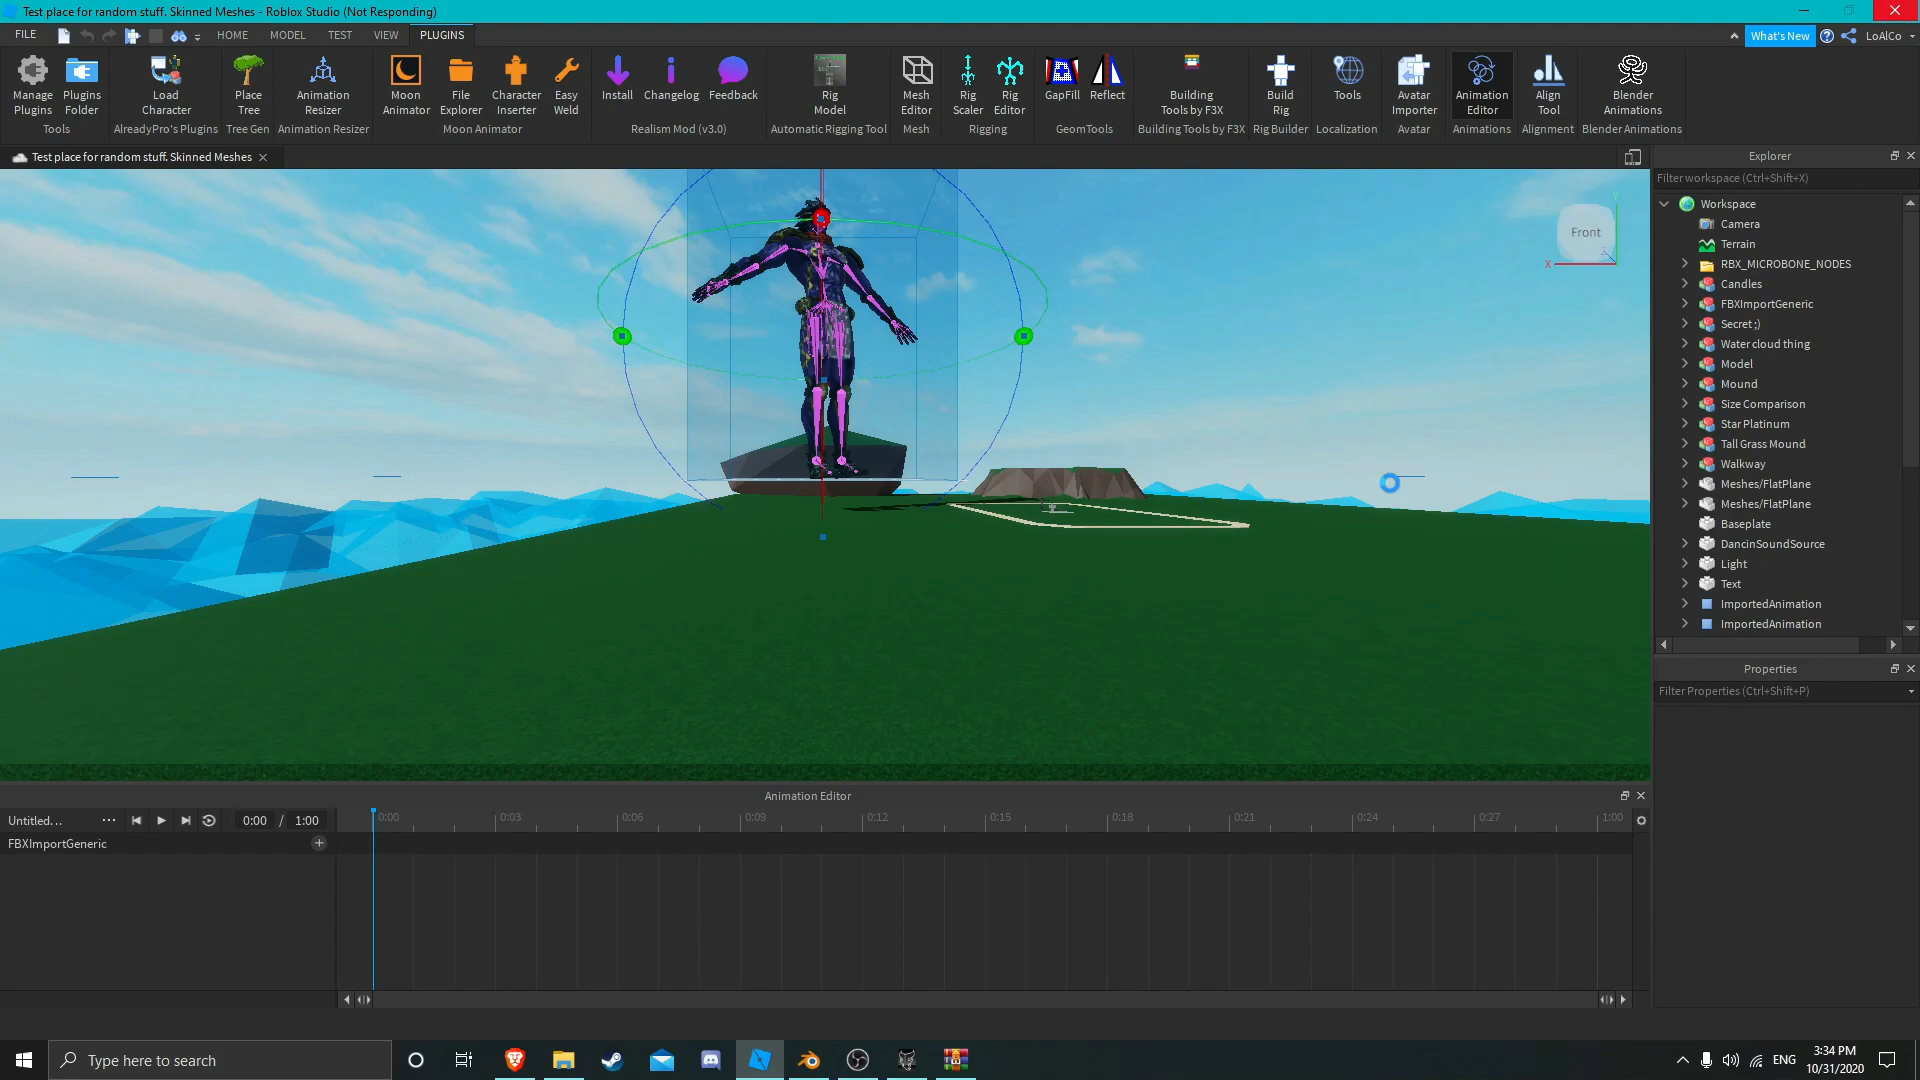 Test place for random stuff. Skinned Meshes - Roblox Studio (Not Responding)
FILE HOME MODEL TEST VIEW PLUGINS What's New LoAlCo
Manage Plugins
Plugins Folder
Load Character
Place Tree
Animation Resizer
Moon Animator
File Explorer
Character Inserter
Easy Weld
Install
Changelog
Feedback
Rig Model
Mesh Editor
Rig Scaler
Rig Editor
GapFill
Reflect
Building Tools by F3X
Build Rig
Tools
Avatar Importer
Animation Editor
Align Tool
Blender Animations
Tools AlreadyPro's Plugins Tree Gen Animation Resizer Moon Animator Realism Mod (v3.0) Automatic Rigging Tool Mesh Rigging GeomTools Building Tools by F3X Rig Builder Localization Avatar Animations Alignment Blender Animations
Test place for random stuff. Skinned Meshes
Explorer
Filter workspace (Ctrl+Shift+X)
Workspace
Camera
Terrain
RBX_MICROBONE_NODES
Candles
FBXImportGeneric
Secret ;)
Water cloud thing
Model
Mound
Size Comparison
Star Platinum
Tall Grass Mound
Walkway
Meshes/FlatPlane
Meshes/FlatPlane
Baseplate
DancinSoundSource
Light
Text
ImportedAnimation
ImportedAnimation
Y
Front
X
Z
Properties
Filter Properties (Ctrl+Shift+P)
Animation Editor
Untitled... ••• 0:00 / 1:00 0:00 0:03 0:06 0:09 0:12 0:15 0:18 0:21 0:24 0:27 1:00
FBXImportGeneric
Type here to search
ENG
3:34 PM
10/31/2020